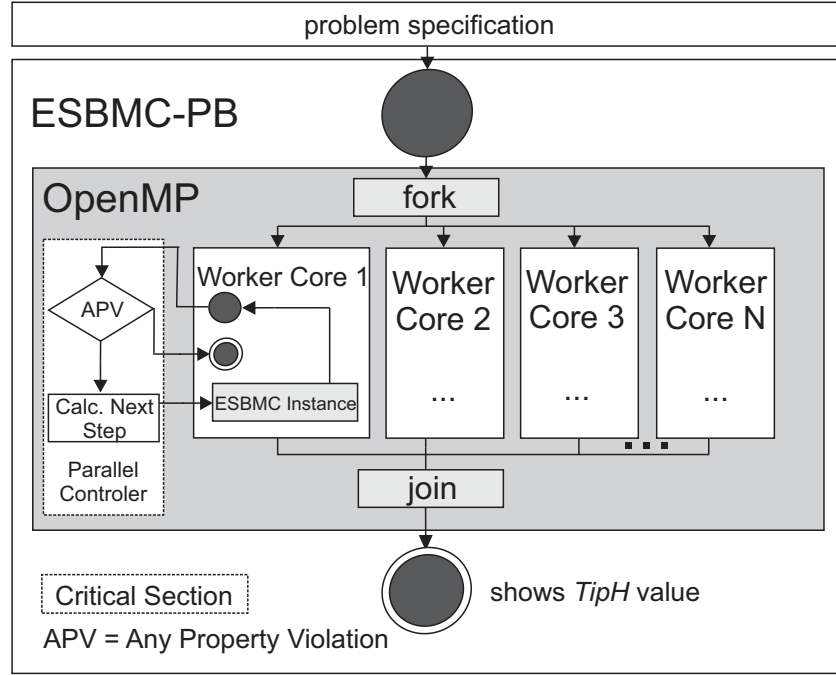 problem specification
ESBMC-PB
OpenMP
fork
Worker Core 1
Worker
Core 2
...
Worker
Core 3
...
Worker
Core N
...
APV
ESBMC Instance
Calc. Next
Step
Parallel
Controler
...
join
shows TipH value
Critical Section
APV = Any Property Violation